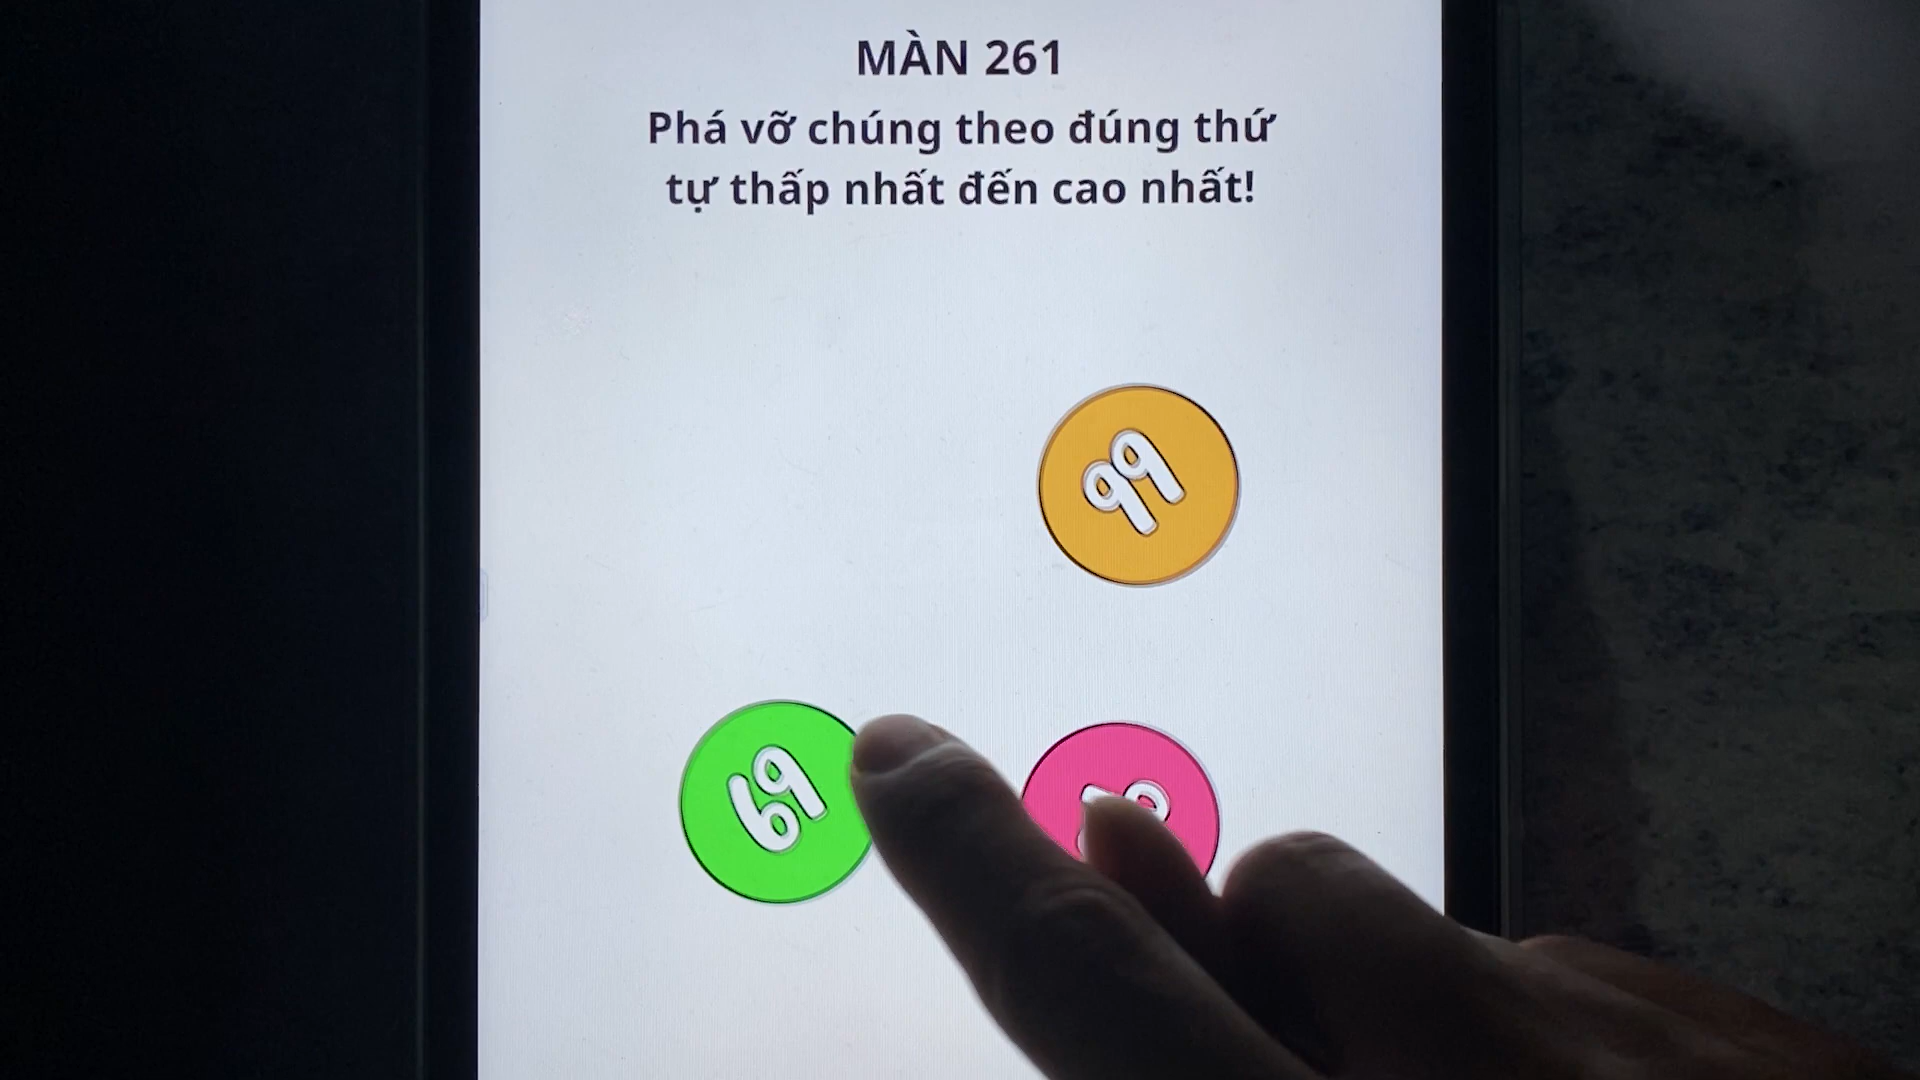 MÀN 261
Phá vỡ chúng theo đúng thứ
tự thấp nhất đến cao nhất!
99
69